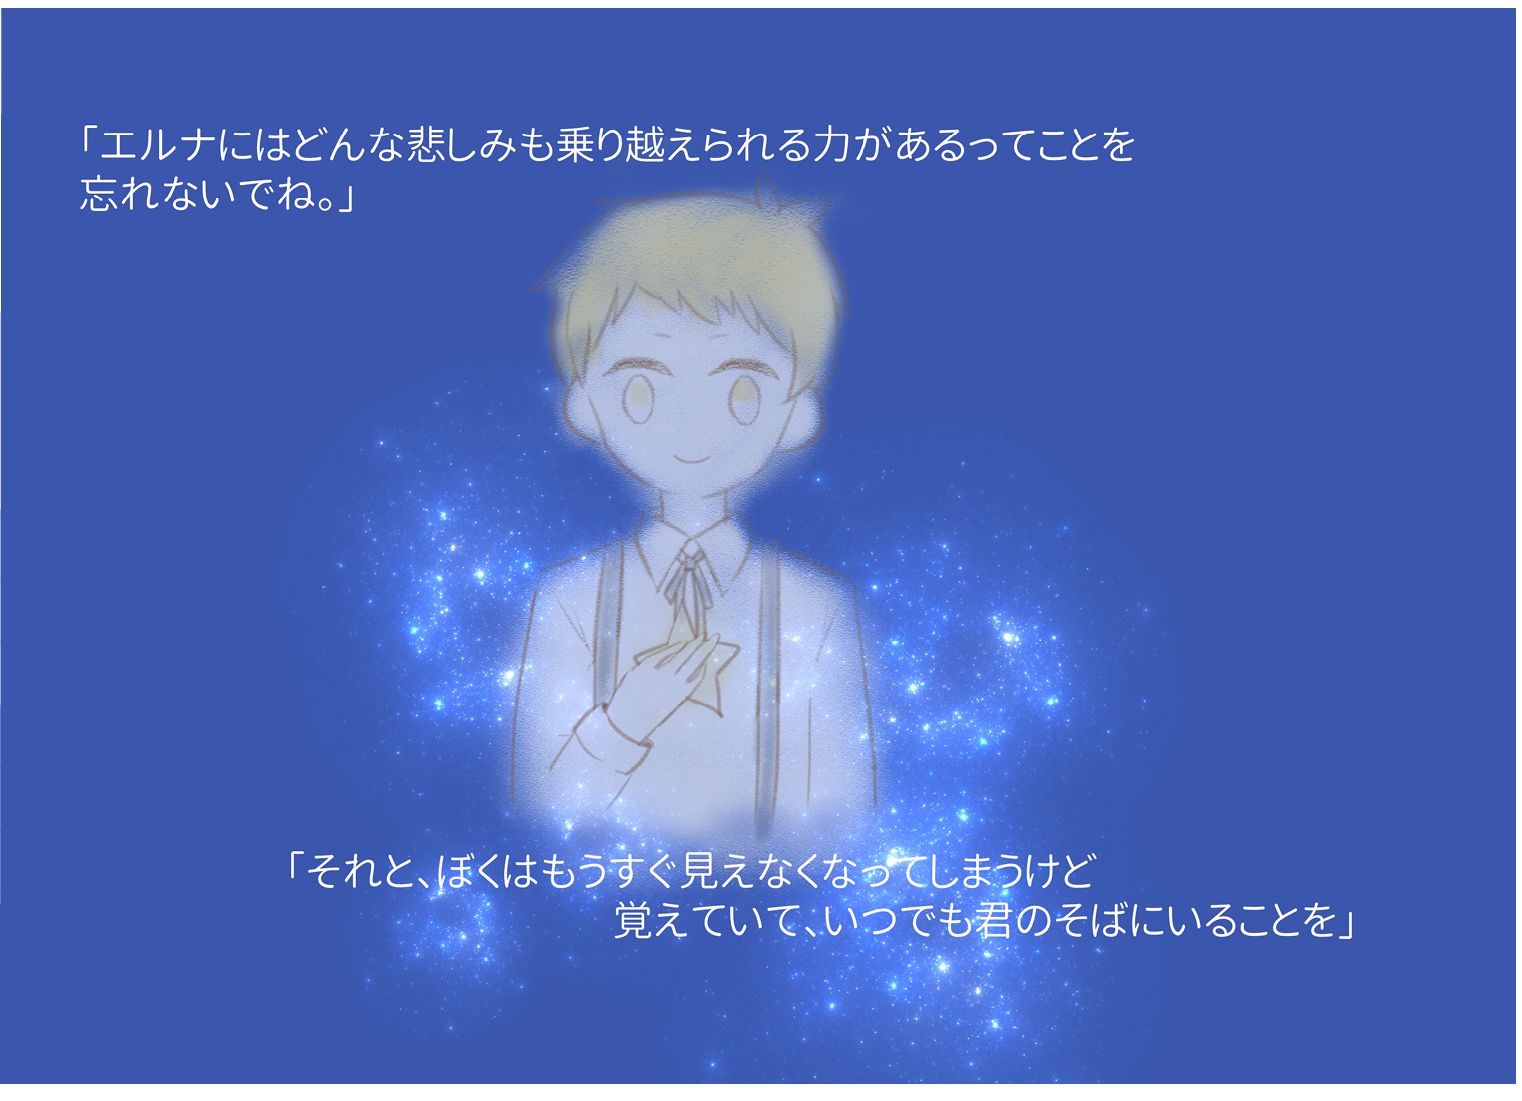 「エルナにはどんな悲しみも乗り越えられる力があるってことを
忘れないでね。」
「それと、ぼくはもうすぐ見えなくなってしまうけど
覚えていて、いつでも君のそばにいることを」